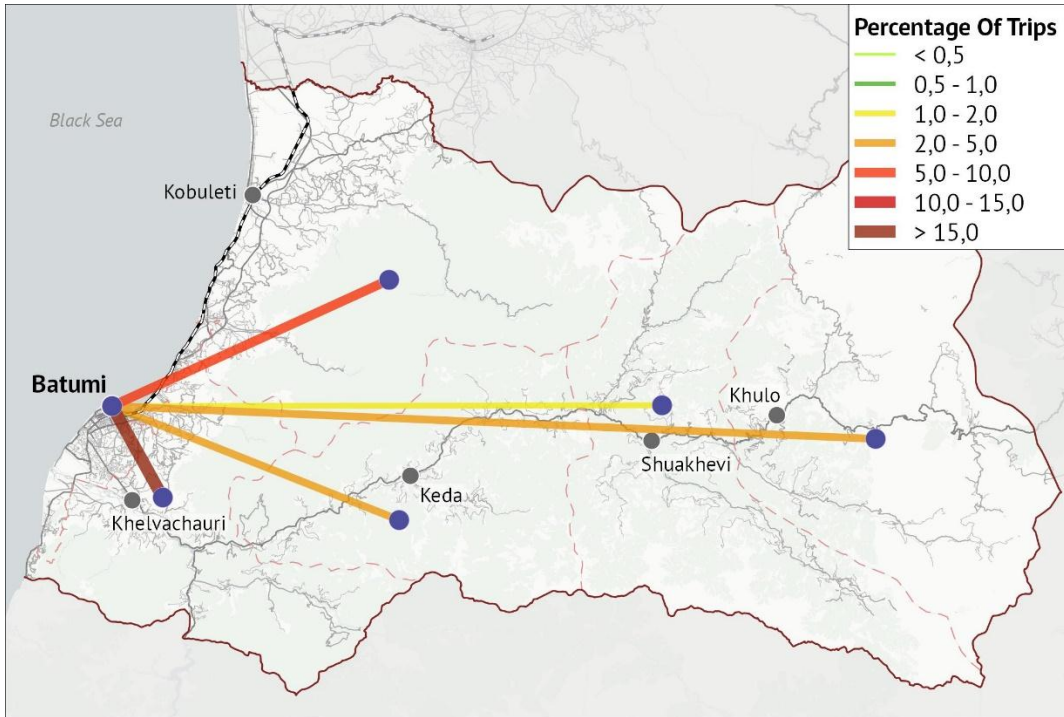 Percentage Of Trips
< 0,5
0,5 - 1,0
1,0 - 2,0
2,0 - 5,0
5,0 - 10,0
10,0 - 15,0
> 15,0
Black Sea
Kobuleti
Batumi
Khulo
Shuakhevi
Keda
Khelvachauri